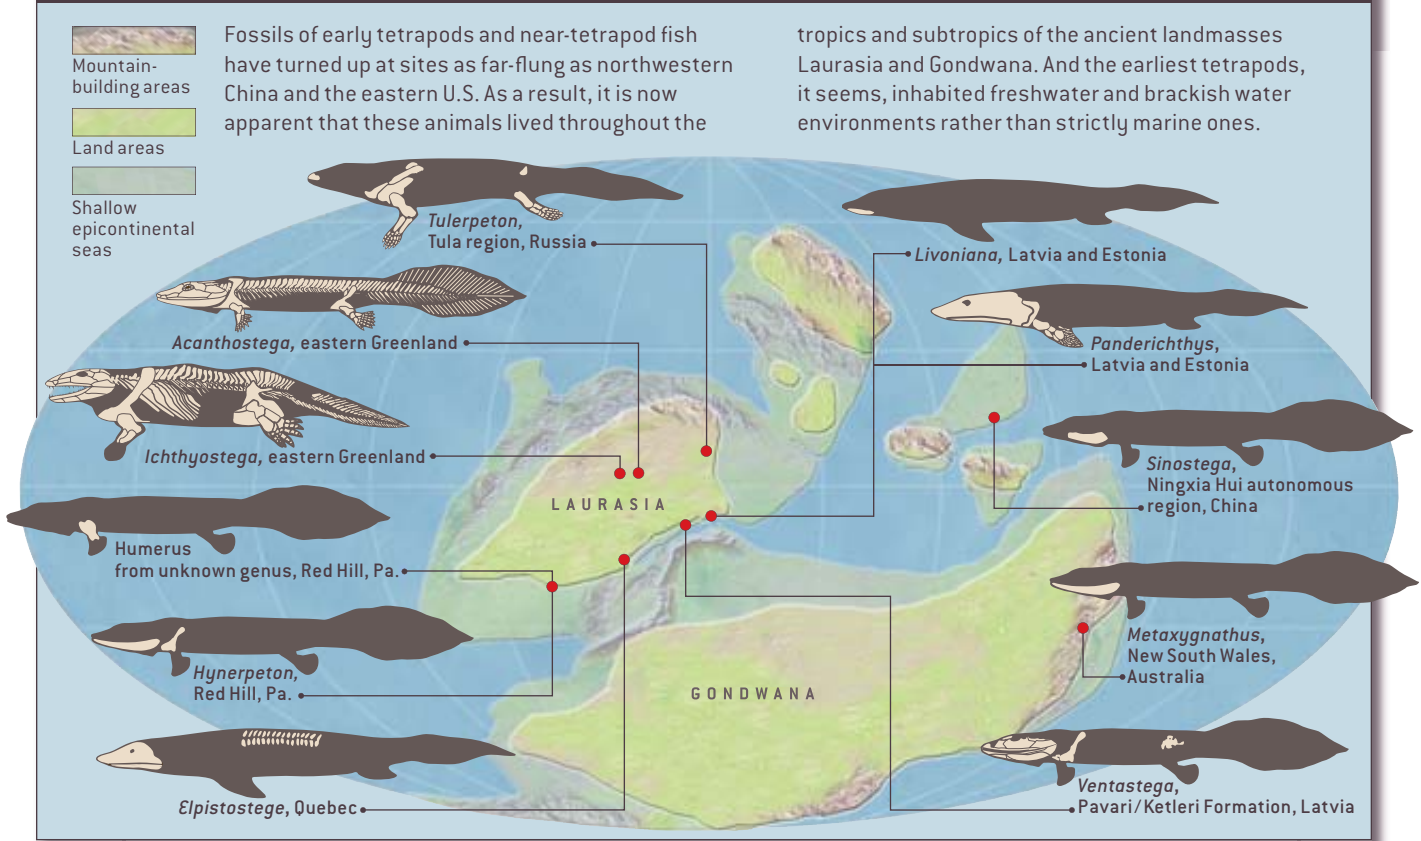 Fossils of early tetrapods and near-tetrapod fish
have turned up at sites as far-flung as northwestern
China and the eastern U.S. As a result, it is now
apparent that these animals lived throughout the
tropics and subtropics of the ancient landmasses
Laurasia and Gondwana. And the earliest tetrapods,
it seems, inhabited freshwater and brackish water
environments rather than strictly marine ones.
Mountain-
building areas
Land areas
Shallow
epicontinental
seas
Tulerpeton,
Tula region, Russia
Livoniana, Latvia and Estonia
Acanthostega, eastern Greenland
Panderichthys,
Latvia and Estonia
Ichthyostega, eastern Greenland
Sinostega,
Ningxia Hui autonomous
region, China
LAURASIA
Humerus
from unknown genus, Red Hill, Pa.
Metaxygnathus,
New South Wales,
Australia
Hynerpeton,
Red Hill, Pa.
GONDWANA
Elpistostege, Quebec
Ventastega,
Pavari/Ketleri Formation, Latvia